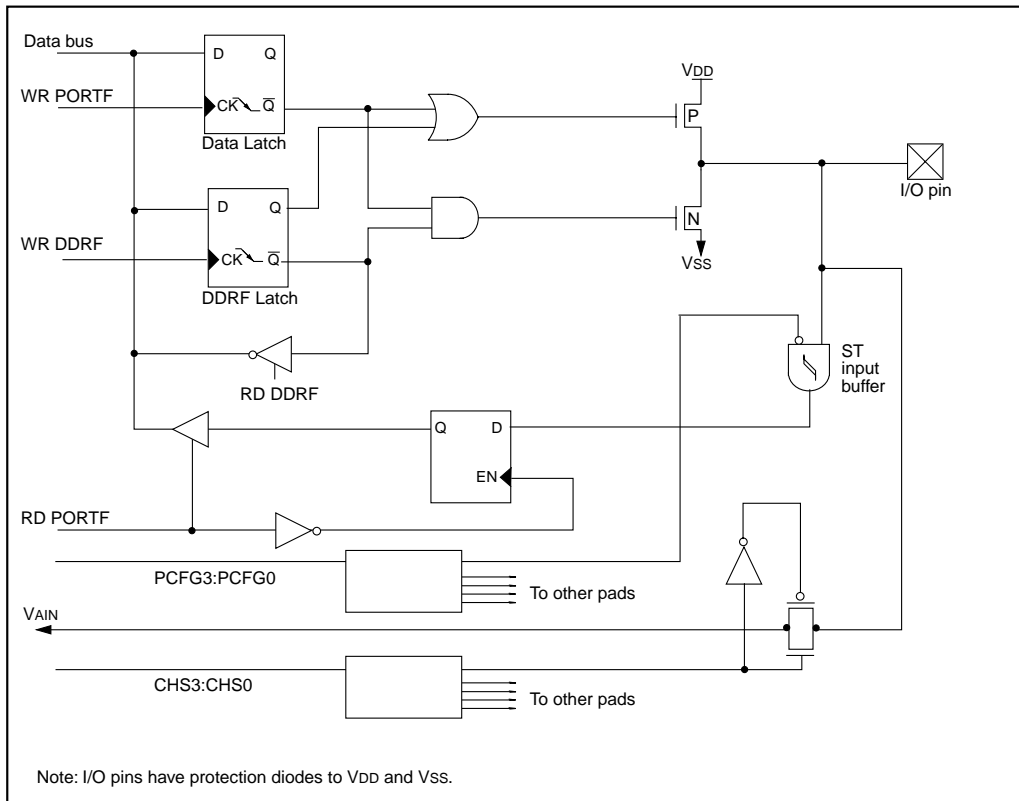 Data bus
D Q
VDD
WR PORTF
CK Q
P
Data Latch
I/O pin
D Q
N
WR DDRF
CK Q
VSS
DDRF Latch
ST
input
buffer
RD DDRF
Q D
EN
RD PORTF
PCFG3:PCFG0
To other pads
VAIN
CHS3:CHS0
To other pads
Note: I/O pins have protection diodes to VDD and VSS.